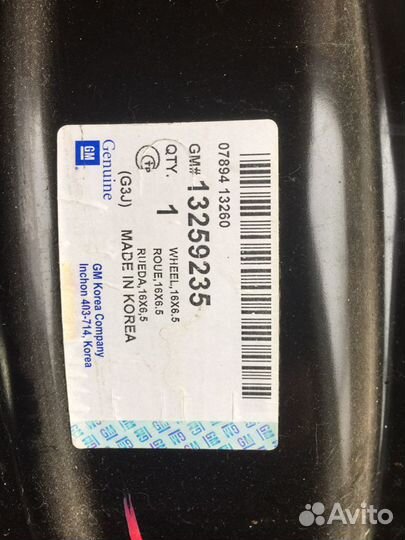 07894 13260
GM# 13259235
QTY. 1
WHEEL,16X6.5
ROUE,16X6.5
RUEDA,16X6,5
(G3J) MADE IN KOREA
GM Genuine
GM Korea Company
Inchon 403-714, Korea
Avito